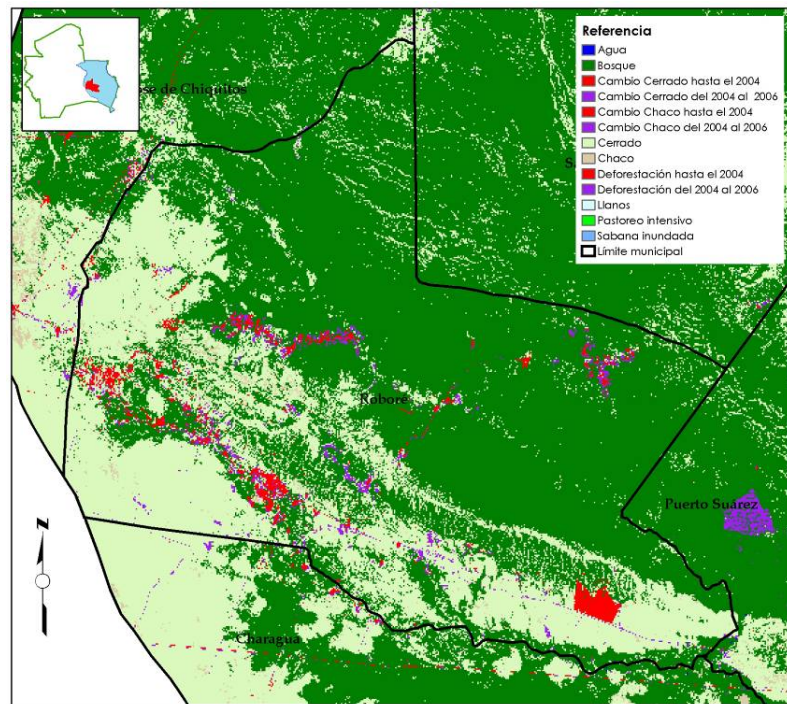 Referencia
Agua
Bosque
Cambio Cerrado hasta el 2004
Cambio Cerrado del 2004 al 2006
Cambio Chaco hasta el 2004
Cambio Chaco del 2004 al 2006
Cerrado
Chaco
Deforestación hasta el 2004
Deforestación del 2004 al 2006
Llanos
Pastoreo intensivo
Sabana inundada
Límite municipal
ose de Chiquitos
S
Roboré
Puerto Suárez
Charagua
N